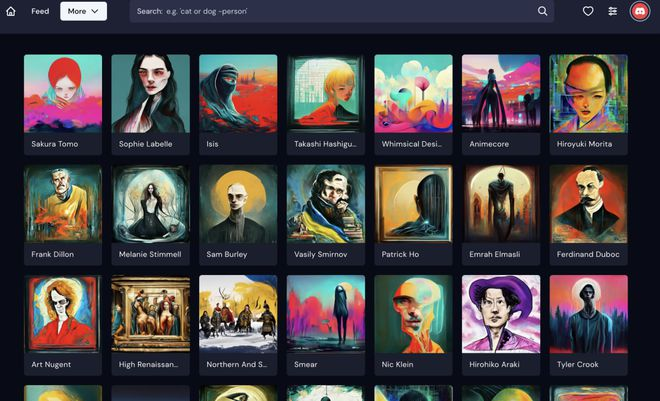 Feed
More
Search: e.g. 'cat or dog -person'
Sakura Tomo
Sophie Labelle
Isis
Takashi Hashigu...
Whimsical Desi...
Animecore
Hiroyuki Morita
Frank Dillon
Melanie Stimmell
Sam Burley
Vasily Smirnov
Patrick Ho
Emrah Elmasli
Ferdinand Duboc
Art Nugent
High Renaissan...
Northern And S...
Smear
Nic Klein
Hirohiko Araki
Tyler Crook